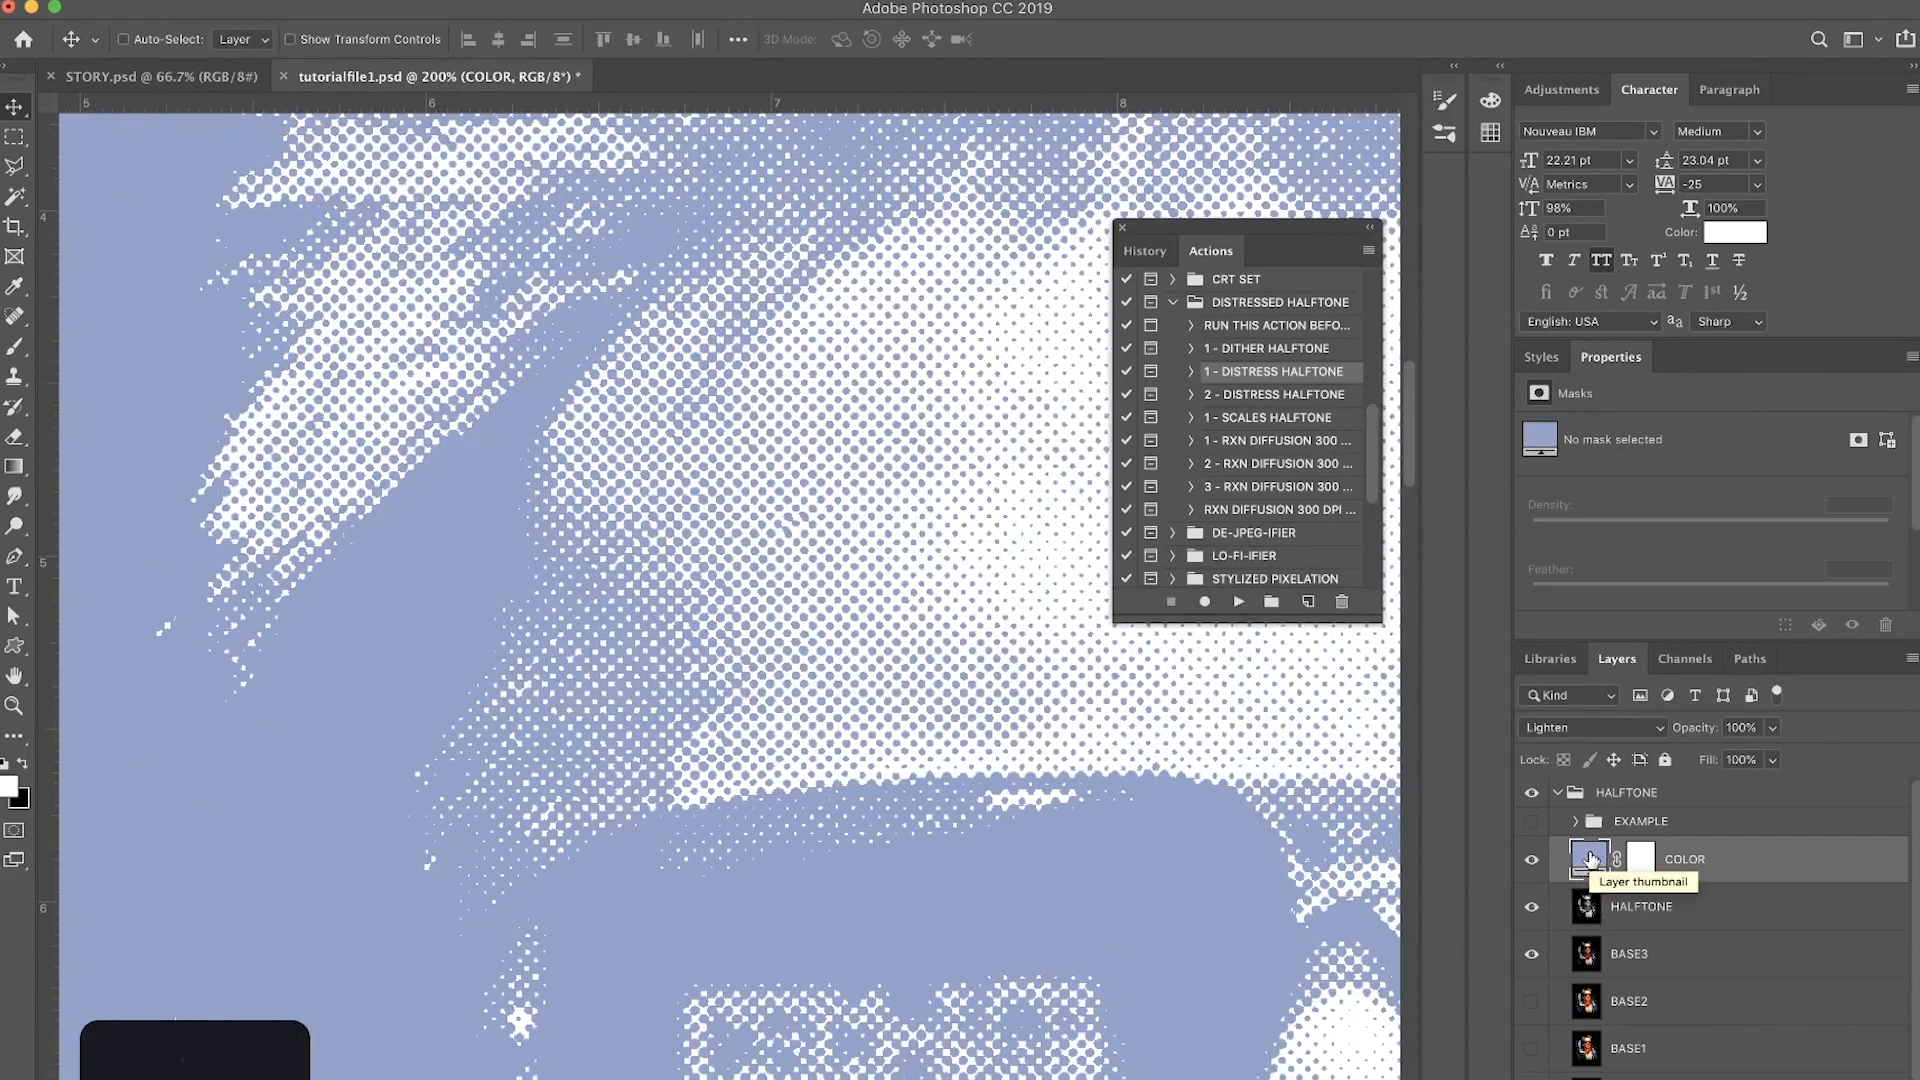 Adobe Photoshop CC 2019
Auto-Select: Layer Show Transform Controls 3D Mode:
STORY.psd @ 66.7% (RGB/8#) tutorialfile1.psd @ 200% (COLOR, RGB/8*) *
5 6 7 8
4
5
6
History Actions
CRT SET
DISTRESSED HALFTONE
RUN THIS ACTION BEFO...
1 - DITHER HALFTONE
1 - DISTRESS HALFTONE
2 - DISTRESS HALFTONE
1 - SCALES HALFTONE
1 - RXN DIFFUSION 300 ...
2 - RXN DIFFUSION 300 ...
3 - RXN DIFFUSION 300 ...
RXN DIFFUSION 300 DPI ...
DE-JPEG-IFIER
LO-FI-IFIER
STYLIZED PIXELATION
Adjustments Character Paragraph
Nouveau IBM Medium
22.21 pt 23.04 pt
Metrics -25
98% 100%
0 pt Color:
English: USA Sharp
Styles Properties
Masks
No mask selected
Density:
Feather:
Libraries Layers Channels Paths
Kind
Lighten Opacity: 100%
Lock: Fill: 100%
HALFTONE
EXAMPLE
COLOR
Layer thumbnail
HALFTONE
BASE3
BASE2
BASE1